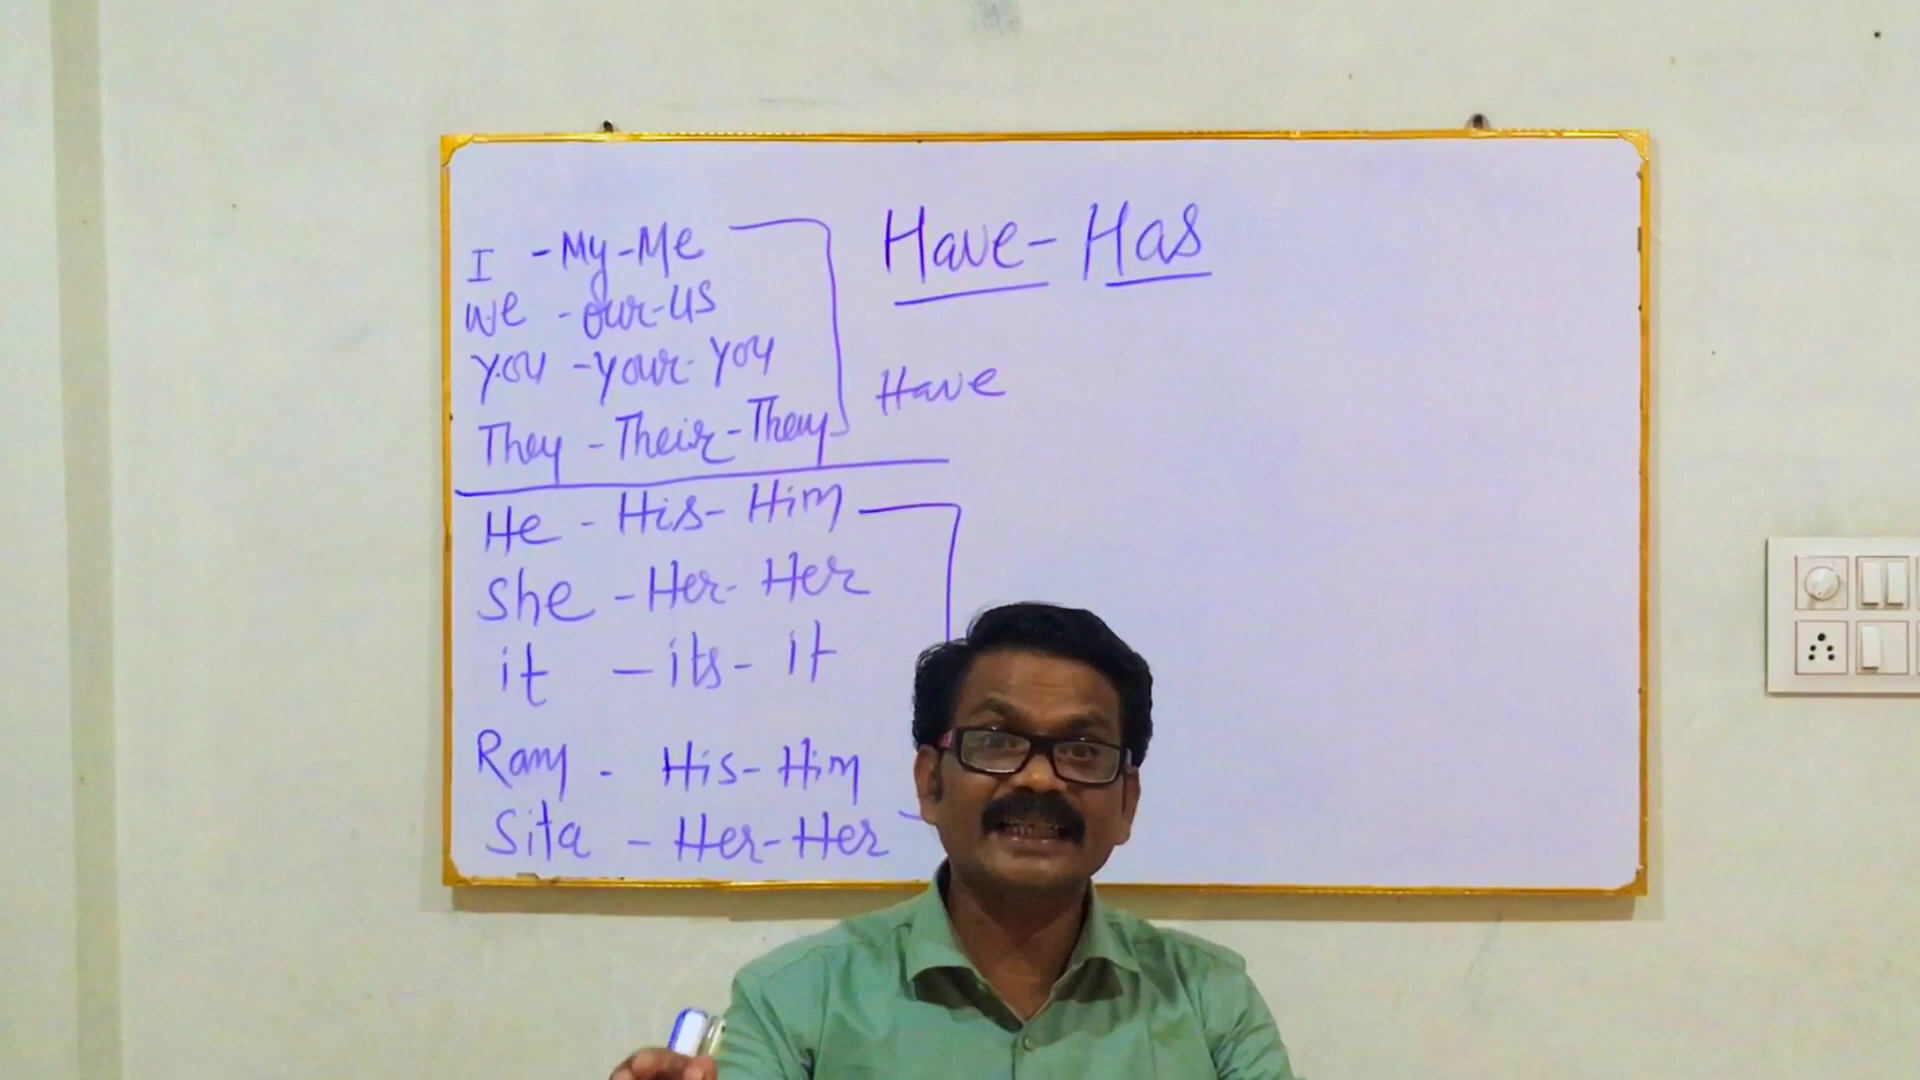 I - My - Me
We - our - us
You - Your - You
They - Their - Them
He - His - Him
She - Her - Her
it - its - it
Ram - His - Him
Sita - Her - Her
Have - Has
Have